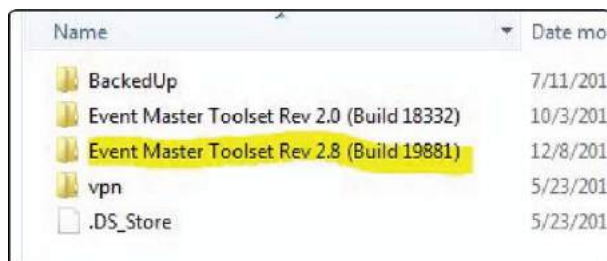 Name Date mo
BackedUp 7/11/201
Event Master Toolset Rev 2.0 (Build 18332) 10/3/201
Event Master Toolset Rev 2.8 (Build 19881) 12/8/201
vpn 5/23/201
.DS_Store 5/23/201